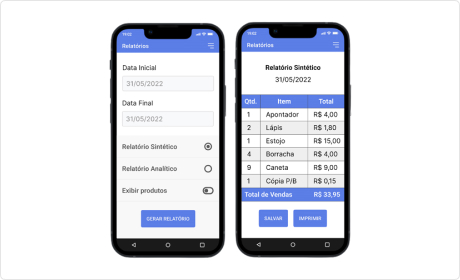 19:02
Relatórios
Data Inicial
31/05/2022
Data Final
31/05/2022
Relatório Sintético
Relatório Analítico
Exibir produtos
GERAR RELATÓRIO
19:02
Relatórios
Relatório Sintético
31/05/2022
Qtd. Item Total
1 Apontador R$ 4,00
2 Lápis R$ 1,80
1 Estojo R$ 15,00
4 Borracha R$ 4,00
9 Caneta R$ 9,00
1 Cópia P/B R$ 0,15
Total de Vendas R$ 33,95
SALVAR IMPRIMIR